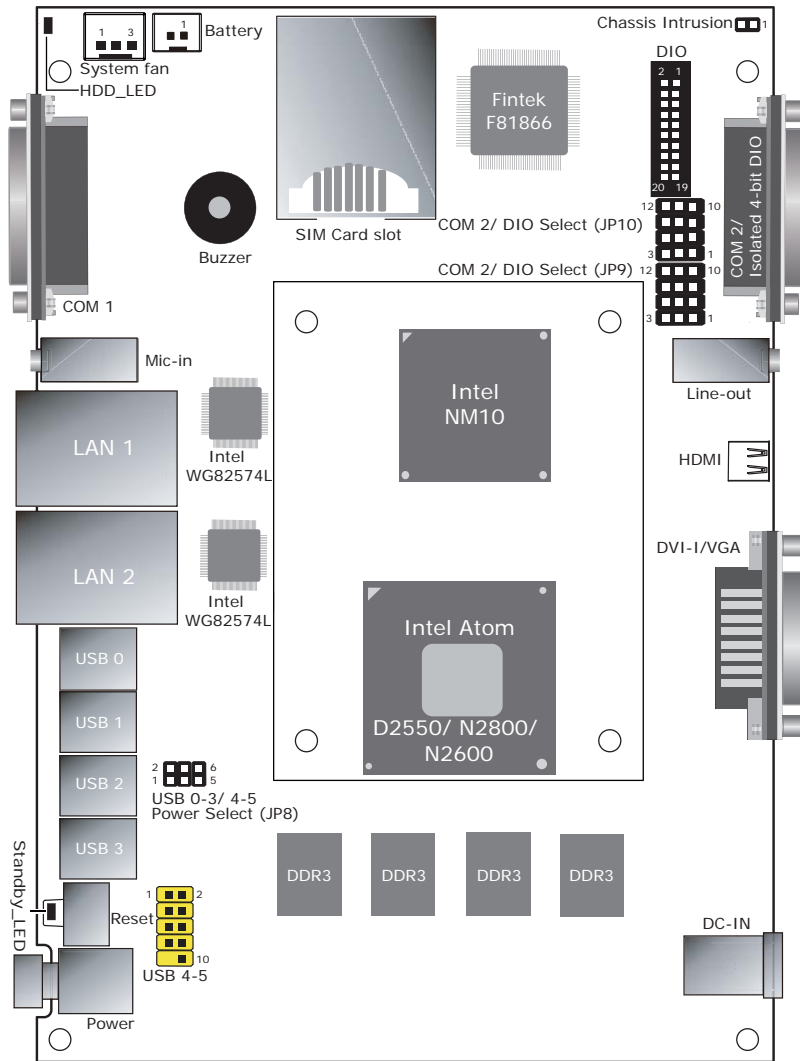 Chassis Intrusion 1
1 3
1
Battery
System fan
HDD_LED
DIO
2 1
20 19
Fintek
F81866
SIM Card slot
Buzzer
COM 2/ DIO Select (JP10)
12 10
3 1
COM 2/ DIO Select (JP9)
12 10
3 1
COM 2/
Isolated 4-bit DIO
COM 1
Mic-in
Line-out
LAN 1
Intel
WG82574L
Intel
NM10
HDMI
LAN 2
Intel
WG82574L
DVI-I/VGA
Intel Atom
D2550/ N2800/
N2600
USB 0
USB 1
USB 2
USB 3
2 6
1 5
USB 0-3/ 4-5
Power Select (JP8)
DDR3
DDR3
DDR3
DDR3
Standby_LED
Reset
1 2
10
USB 4-5
Power
DC-IN